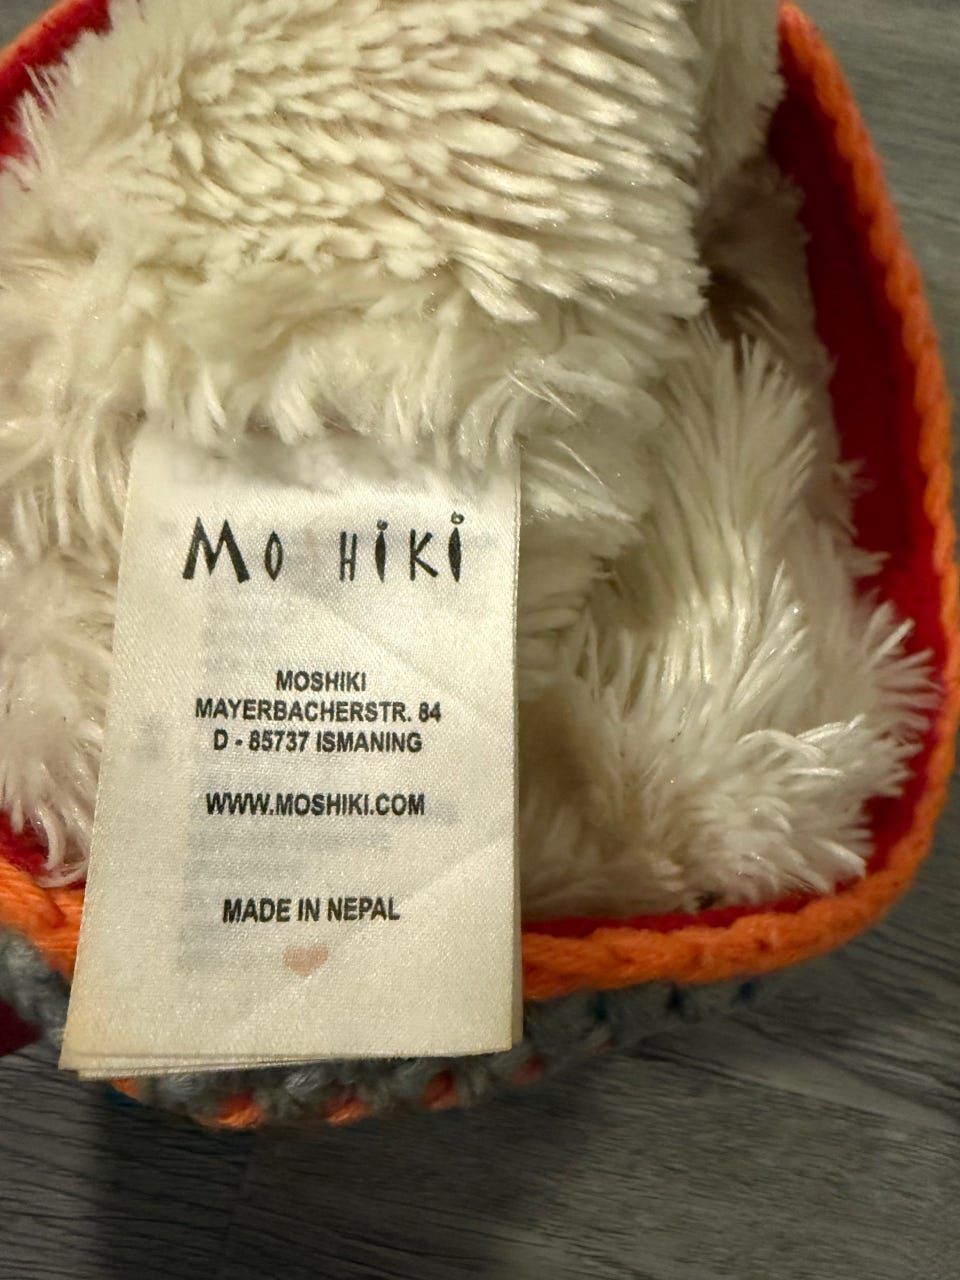 MO HIKI
MOSHIKI
MAYERBACHERSTR. 84
D - 85737 ISMANING
WWW.MOSHIKI.COM
MADE IN NEPAL